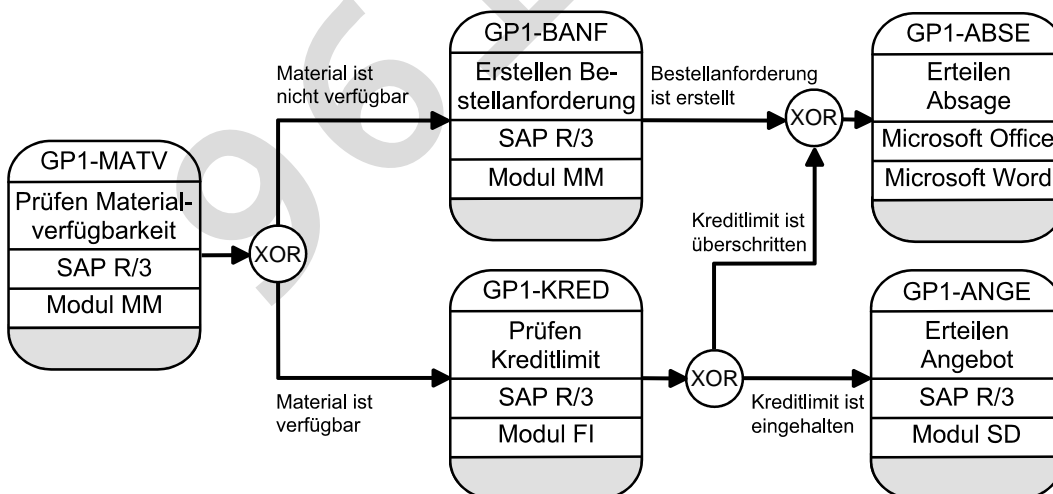 GP1-MATV
Prüfen Material-
verfügbarkeit
SAP R/3
Modul MM
XOR
Material ist
nicht verfügbar
GP1-BANF
Erstellen Be-
stellanforderung
SAP R/3
Modul MM
Bestellanforderung
ist erstellt
XOR
GP1-ABSE
Erteilen
Absage
Microsoft Office
Microsoft Word
Material ist
verfügbar
GP1-KRED
Prüfen
Kreditlimit
SAP R/3
Modul FI
XOR
Kreditlimit ist
überschritten
Kreditlimit ist
eingehalten
GP1-ANGE
Erteilen
Angebot
SAP R/3
Modul SD